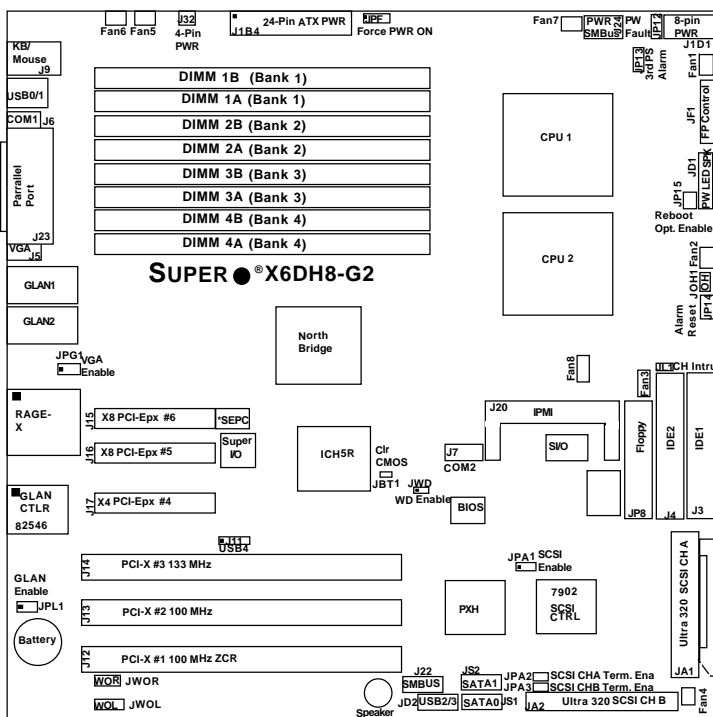 Fan6 Fan5
J32
4-Pin
PWR
24-Pin ATX PWR
J1B4
JPF
Force PWR ON
Fan7
PWR
SMBus
J24
PW
Fault
JP12
8-pin
PWR
J1D1
JP13
3rd PS
Alarm
Fan1
KB/
Mouse
J9
USB0/1
COM1
J6
Parrallel
Port
J23
VGA
J5
GLAN1
GLAN2
DIMM 1B (Bank 1)
DIMM 1A (Bank 1)
DIMM 2B (Bank 2)
DIMM 2A (Bank 2)
DIMM 3B (Bank 3)
DIMM 3A (Bank 3)
DIMM 4B (Bank 4)
DIMM 4A (Bank 4)
SUPER ● ® X6DH8-G2
CPU 1
CPU 2
JF1
FP Control
JD1
PW LED SPK
JP15
Reboot
Opt. Enable
Fan2
JOH1
OH
JP14
Alarm
Reset
North
Bridge
JPG1
VGA
Enable
RAGE-
X
J15
X8 PCI-Epx #6
*SEPC
J16
X8 PCI-Epx #5
Super
I/O
J17
X4 PCI-Epx #4
GLAN
CTLR
82546
ICH5R
Clr
CMOS
JBT1
JWD
WD Enable
J7
COM2
BIOS
J20
IPMI
SI/O
Fan8
Fan3
JL1
CH Intru
Floppy
JP8
IDE2
J4
IDE1
J3
J11
USB4
J14
PCI-X #3 133 MHz
J13
PCI-X #2 100 MHz
J12
PCI-X #1 100 MHz ZCR
GLAN
Enable
JPL1
Battery
WOR
JWOR
WOL
JWOL
Speaker
PXH
7902
SCSI
CTRL
JPA1
SCSI
Enable
Ultra 320 SCSI CH A
JA1
J22
SMBUS
JD2
USB2/3
JS2
SATA1
SATA0
JS1
JPA2
SCSI CHA Term. Ena
JPA3
SCSI CHB Term. Ena
JA2
Ultra 320 SCSI CH B
Fan4